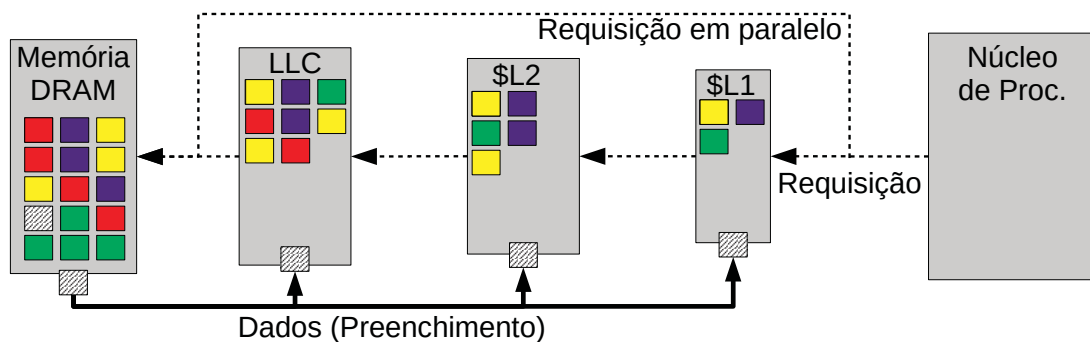 Requisição em paralelo
Memória
DRAM
LLC
$L2
$L1
Núcleo
de Proc.
Requisição
Dados (Preenchimento)